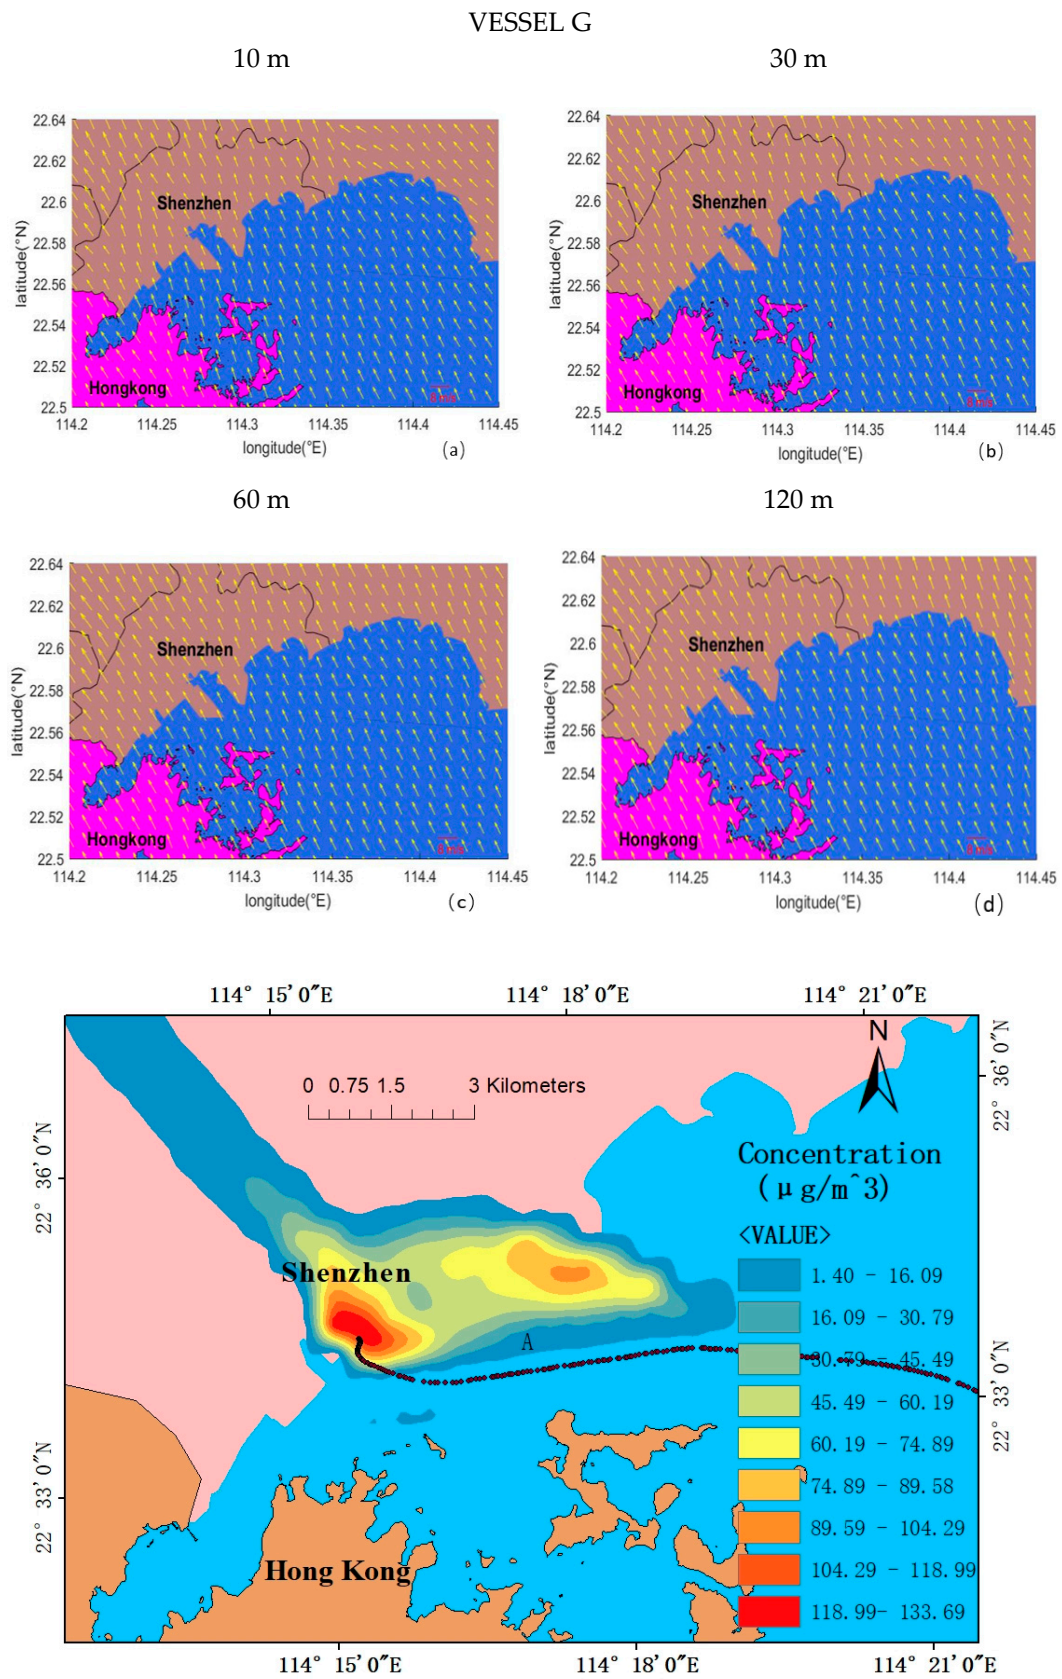 VESSEL G
10 m
30 m
22.64
22.62
22.6
22.58
22.56
22.54
22.52
22.5
latitude(°N)
Shenzhen
Hongkong
8 m/s
114.2 114.25 114.3 114.35 114.4 114.45
longitude(°E)
(a)
22.64
22.62
22.6
22.58
22.56
22.54
22.52
22.5
latitude(°N)
Shenzhen
Hongkong
8 m/s
114.2 114.25 114.3 114.35 114.4 114.45
longitude(°E)
(b)
60 m
120 m
22.64
22.62
22.6
22.58
22.56
22.54
22.52
22.5
latitude(°N)
Shenzhen
Hongkong
8 m/s
114.2 114.25 114.3 114.35 114.4 114.45
longitude(°E)
(c)
22.64
22.62
22.6
22.58
22.56
22.54
22.52
22.5
latitude(°N)
Shenzhen
Hongkong
8 m/s
114.2 114.25 114.3 114.35 114.4 114.45
longitude(°E)
(d)
114° 15′0″E 114° 18′0″E 114° 21′0″E
N
0 0.75 1.5 3 Kilometers
22° 36′0″N
22° 33′0″N
22° 36′0″N
22° 33′0″N
Concentration
(μg/m^3)
<VALUE>
1.40 - 16.09
16.09 - 30.79
30.79 - 45.49
45.49 - 60.19
60.19 - 74.89
74.89 - 89.58
89.59 - 104.29
104.29 - 118.99
118.99- 133.69
Shenzhen
A
Hong Kong
114° 15′0″E 114° 18′0″E 114° 21′0″E